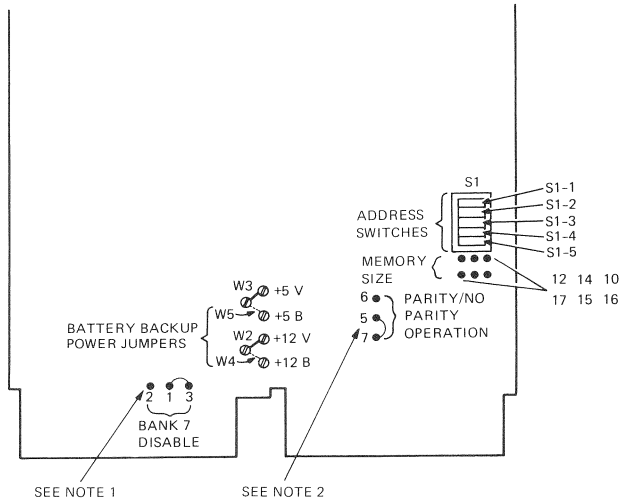 S1
S1-1
S1-2
S1-3
S1-4
S1-5
ADDRESS
SWITCHES
MEMORY
SIZE
12 14 10
17 15 16
6
5
7
PARITY/NO
PARITY
OPERATION
W3
+5 V
W5
+5 B
W2
+12 V
W4
+12 B
BATTERY BACKUP
POWER JUMPERS
2 1 3
BANK 7
DISABLE
SEE NOTE 1
SEE NOTE 2